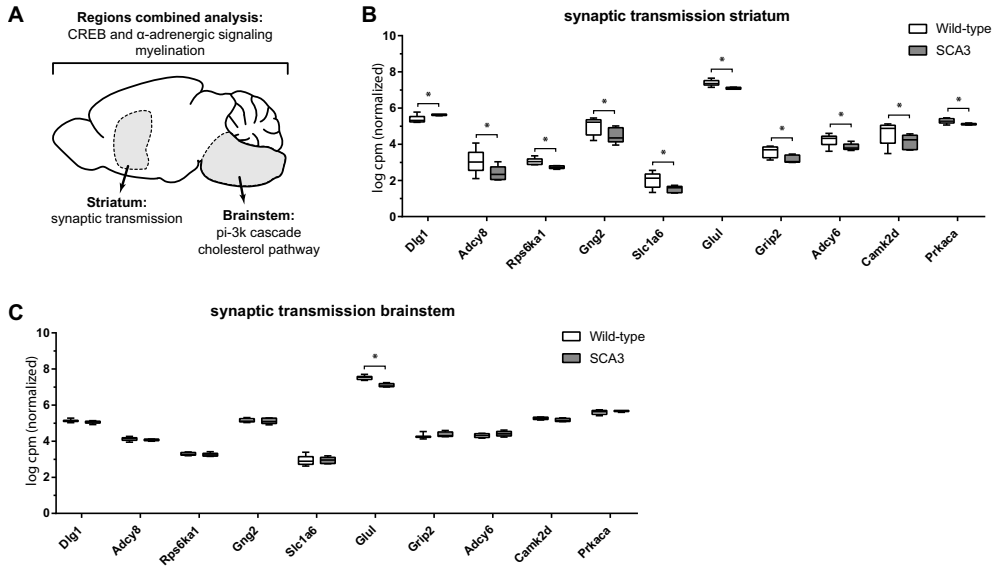 A
Regions combined analysis:
CREB and α-adrenergic signaling
myelination
Striatum:
synaptic transmission
Brainstem:
pi-3k cascade
cholesterol pathway
B
synaptic transmission striatum
Wild-type
SCA3
log cpm (normalized)
10
8
6
4
2
0
*
*
*
*
*
*
*
*
*
*
Dlg1
Adcy8
Rps6ka1
Gng2
Slc1a6
Glul
Grip2
Adcy6
Camk2d
Prkaca
C
synaptic transmission brainstem
Wild-type
SCA3
log cpm (normalized)
10
8
6
4
2
0
*
Dlg1
Adcy8
Rps6ka1
Gng2
Slc1a6
Glul
Grip2
Adcy6
Camk2d
Prkaca